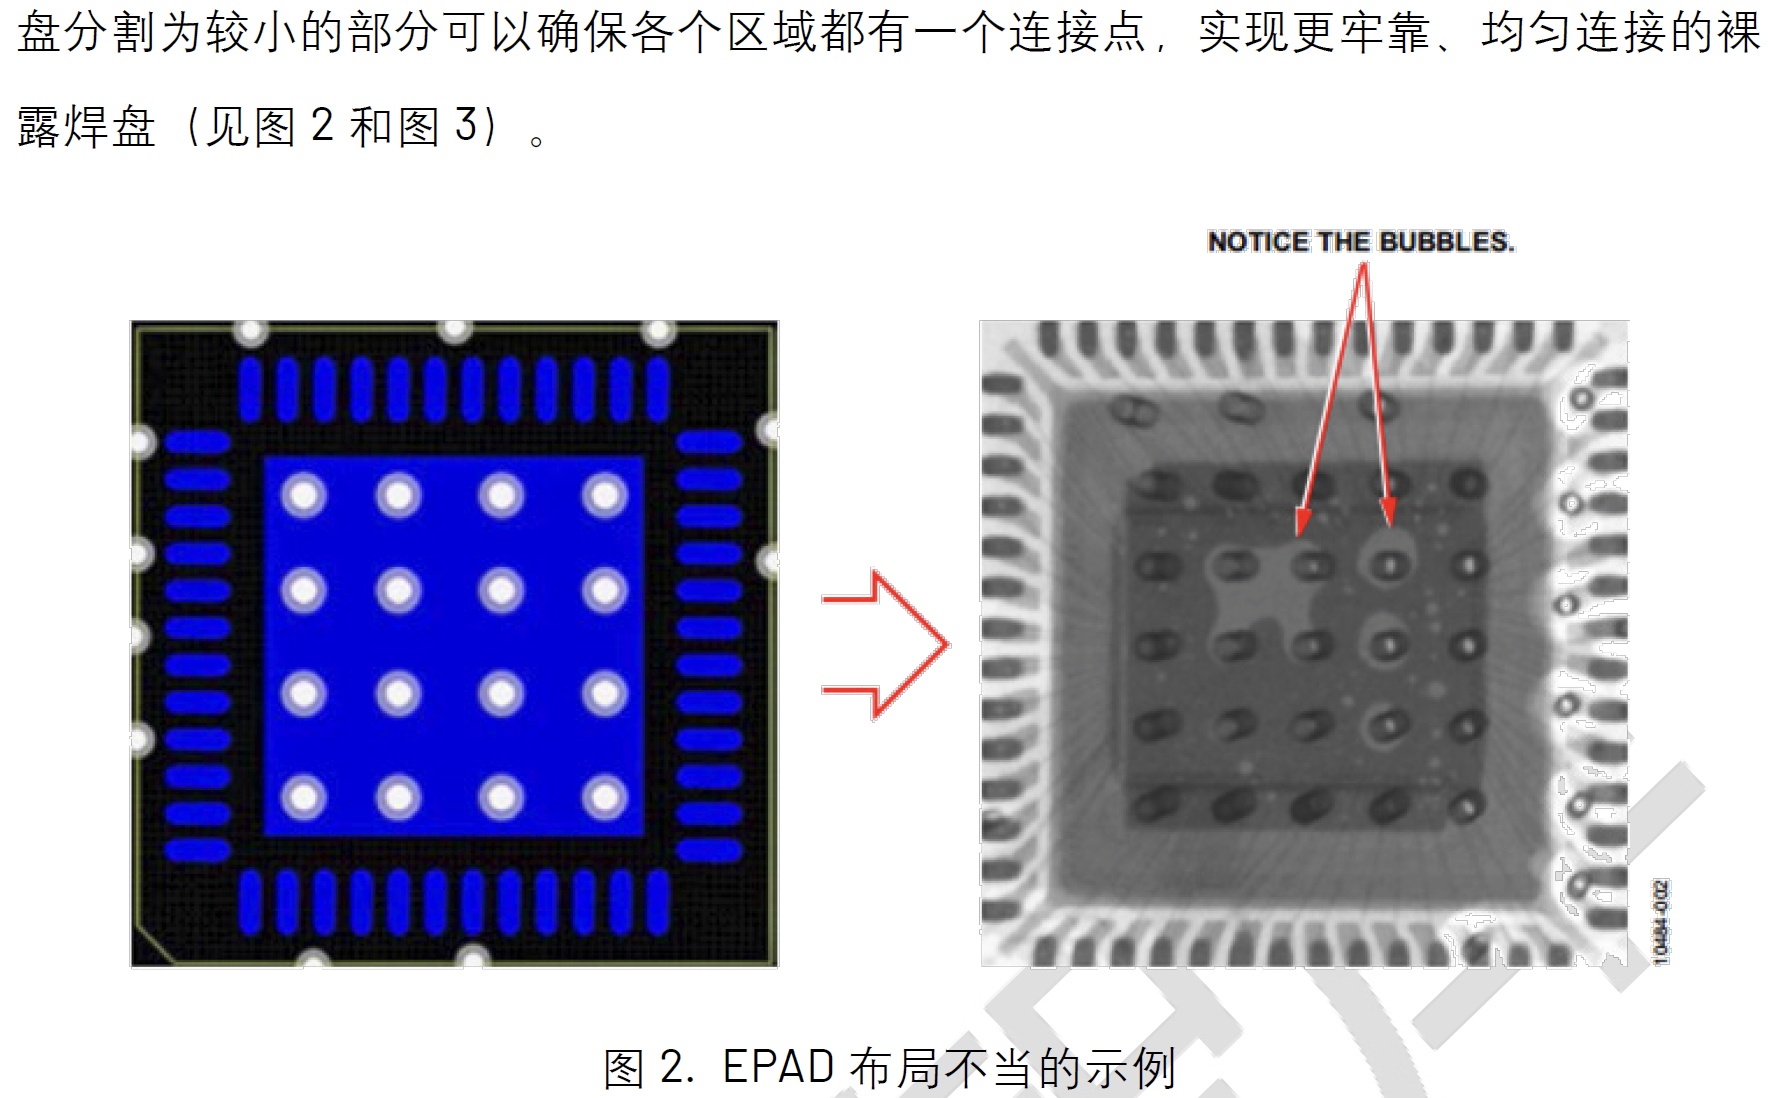 盘分割为较小的部分可以确保各个区域都有一个连接点，实现更牢靠、均匀连接的裸
露焊盘（见图 2 和图 3）。
NOTICE THE BUBBLES.
10484-002
图 2. EPAD 布局不当的示例